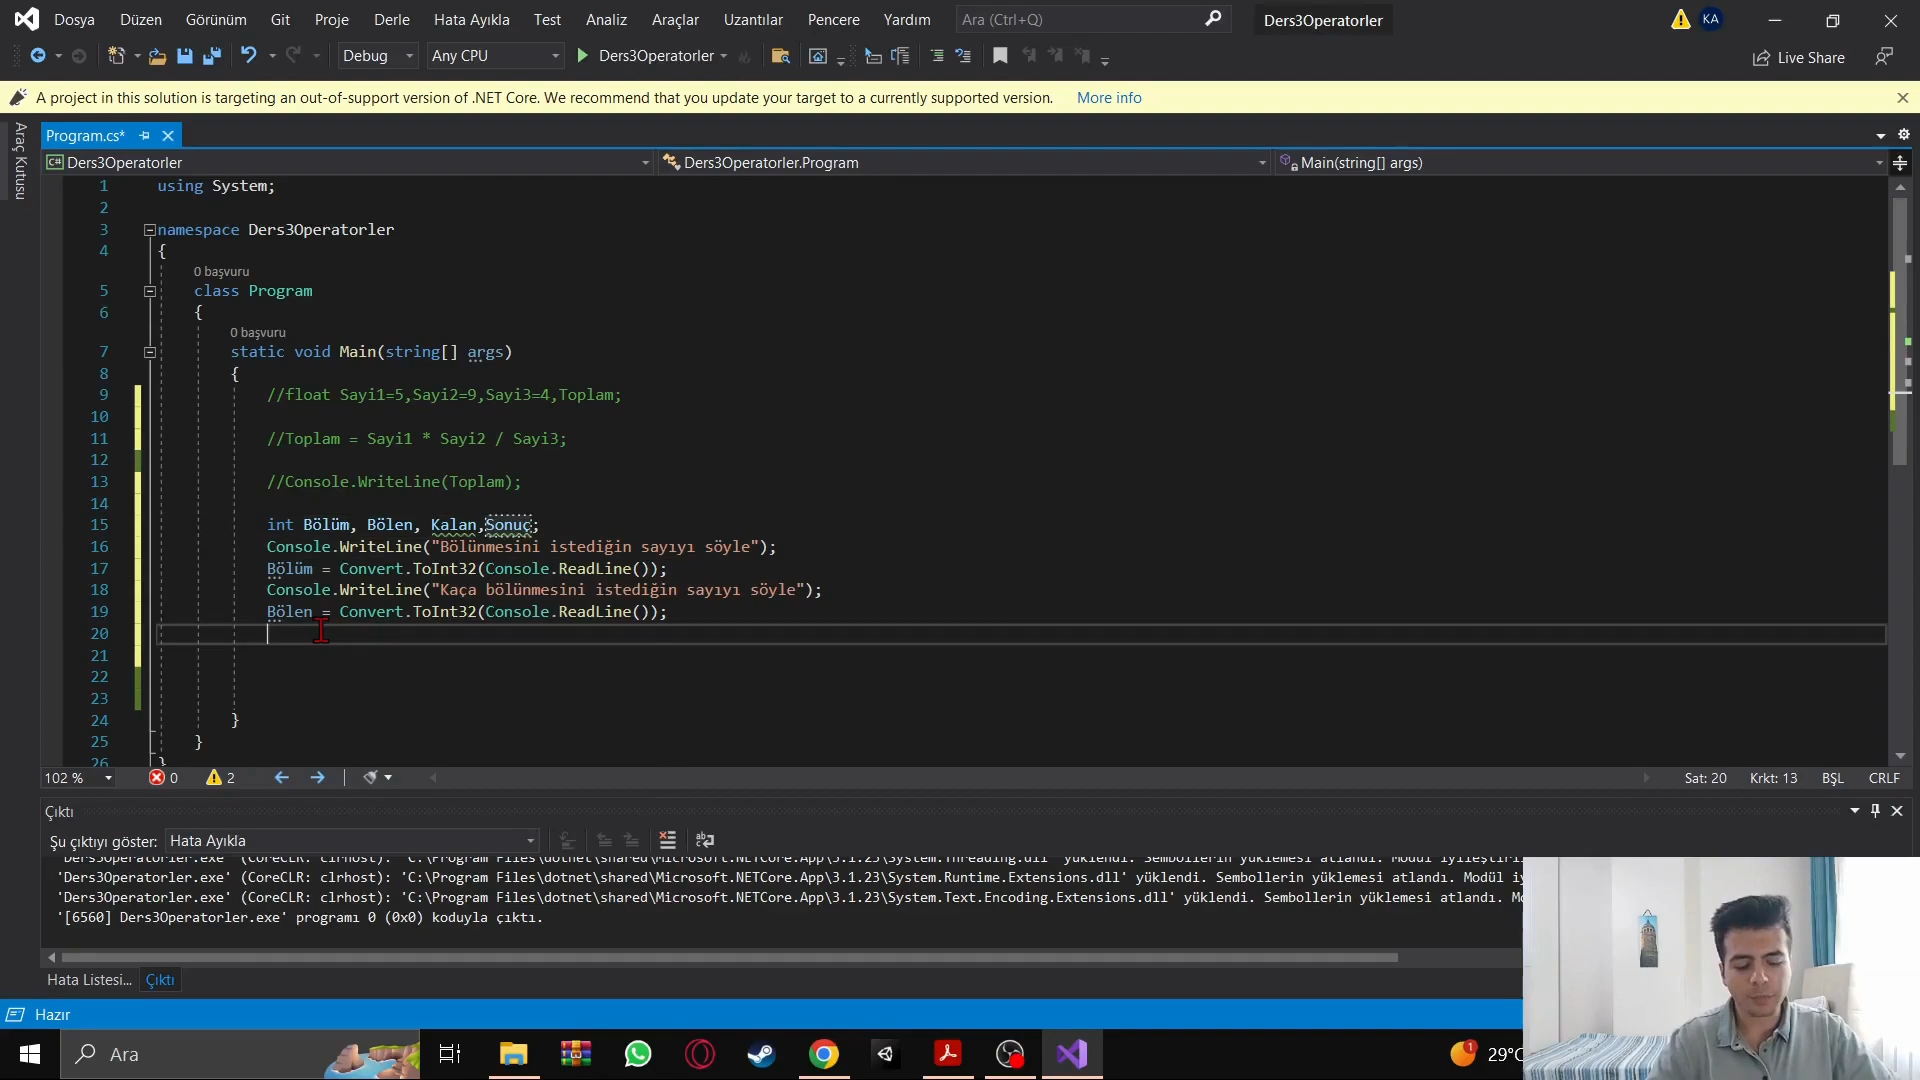 Dosya Düzen Görünüm Git Proje Derle Hata Ayıkla Test Analiz Araçlar Uzantılar Pencere Yardım Ara (Ctrl+Q) Ders3Operatorler KA
Debug Any CPU Ders3Operatorler Live Share
A project in this solution is targeting an out-of-support version of .NET Core. We recommend that you update your target to a currently supported version. More info
Araç Kutusu
Program.cs*
C# Ders3Operatorler Ders3Operatorler.Program Main(string[] args)
1 using System;
2
3 namespace Ders3Operatorler
4 {
0 başvuru
5 class Program
6 {
0 başvuru
7 static void Main(string[] args)
8 {
9 //float Sayi1=5,Sayi2=9,Sayi3=4,Toplam;
10
11 //Toplam = Sayi1 * Sayi2 / Sayi3;
12
13 //Console.WriteLine(Toplam);
14
15 int Bölüm, Bölen, Kalan,Sonuç;
16 Console.WriteLine("Bölünmesini istediğin sayıyı söyle");
17 Bölüm = Convert.ToInt32(Console.ReadLine());
18 Console.WriteLine("Kaça bölünmesini istediğin sayıyı söyle");
19 Bölen = Convert.ToInt32(Console.ReadLine());
20
21
22
23
24 }
25 }
26 }
102 % 0 2 Sat: 20 Krkt: 13 BŞL CRLF
Çıktı
Şu çıktıyı göster: Hata Ayıkla
'Ders3Operatorler.exe' (CoreCLR: clrhost): 'C:\Program Files\dotnet\shared\Microsoft.NETCore.App\3.1.23\System.Threading.dll' yüklendi. Sembollerin yüklemesi atlandı. Modül iyileştiri
'Ders3Operatorler.exe' (CoreCLR: clrhost): 'C:\Program Files\dotnet\shared\Microsoft.NETCore.App\3.1.23\System.Runtime.Extensions.dll' yüklendi. Sembollerin yüklemesi atlandı. Modül iy
'Ders3Operatorler.exe' (CoreCLR: clrhost): 'C:\Program Files\dotnet\shared\Microsoft.NETCore.App\3.1.23\System.Text.Encoding.Extensions.dll' yüklendi. Sembollerin yüklemesi atlandı. Mo
'[6560] Ders3Operatorler.exe' programı 0 (0x0) koduyla çıktı.
Hata Listesi... Çıktı
Hazır
Ara 1 29°C